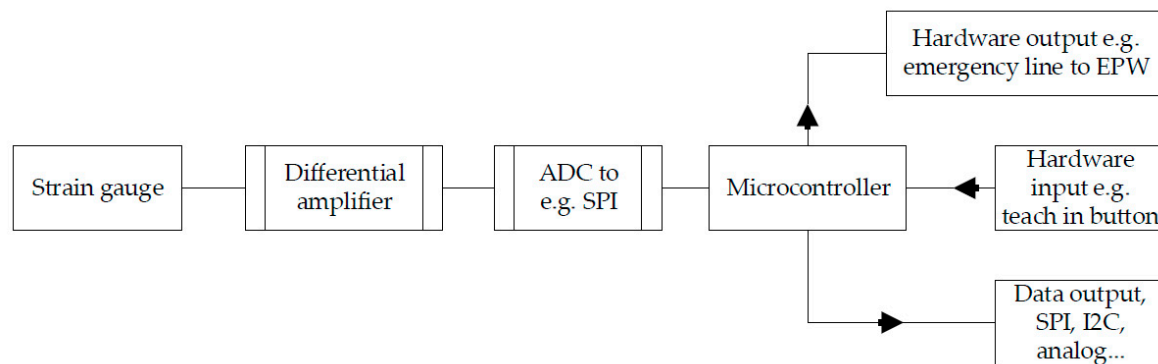 Hardware output e.g.
emergency line to EPW
Strain gauge
Differential
amplifier
ADC to
e.g. SPI
Microcontroller
Hardware
input e.g.
teach in button
Data output,
SPI, I2C,
analog...